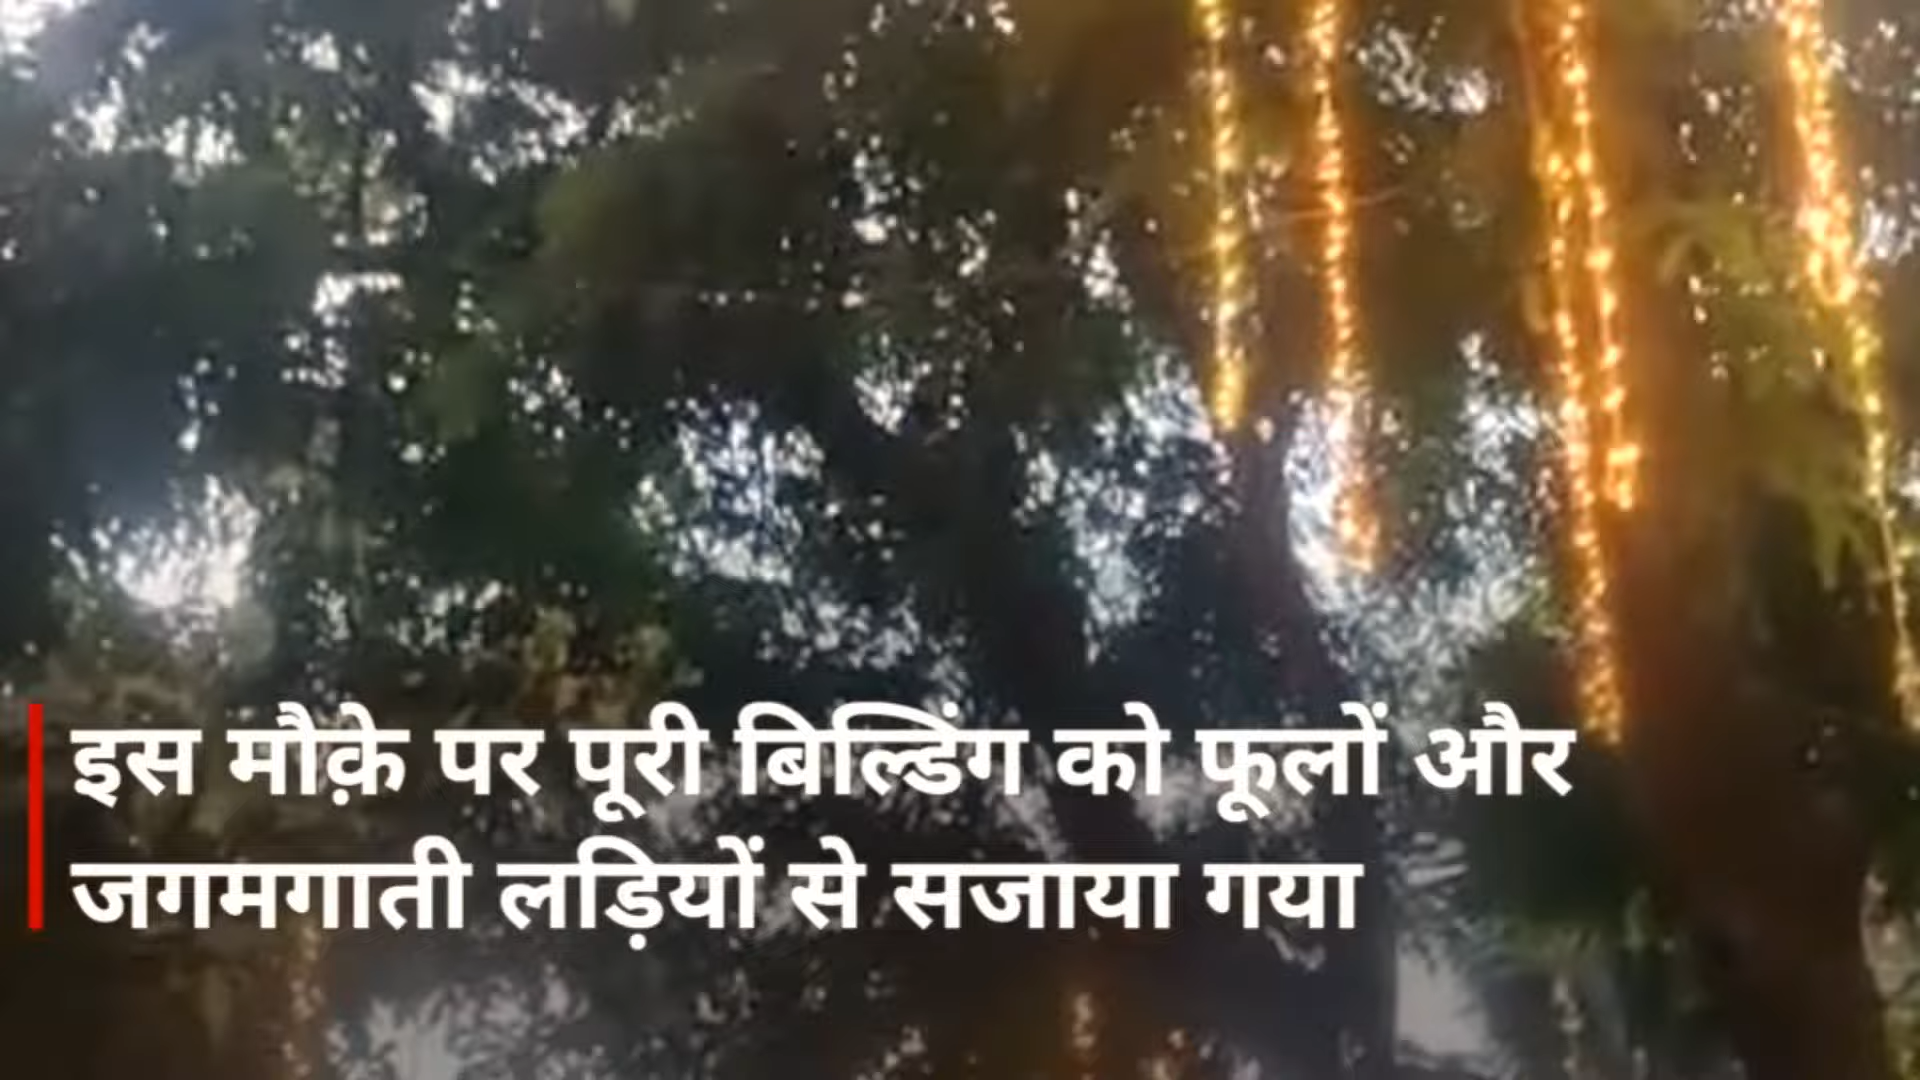 इस मौक़े पर पूरी बिल्डिंग को फूलों और
जगमगाती लड़ियों से सजाया गया